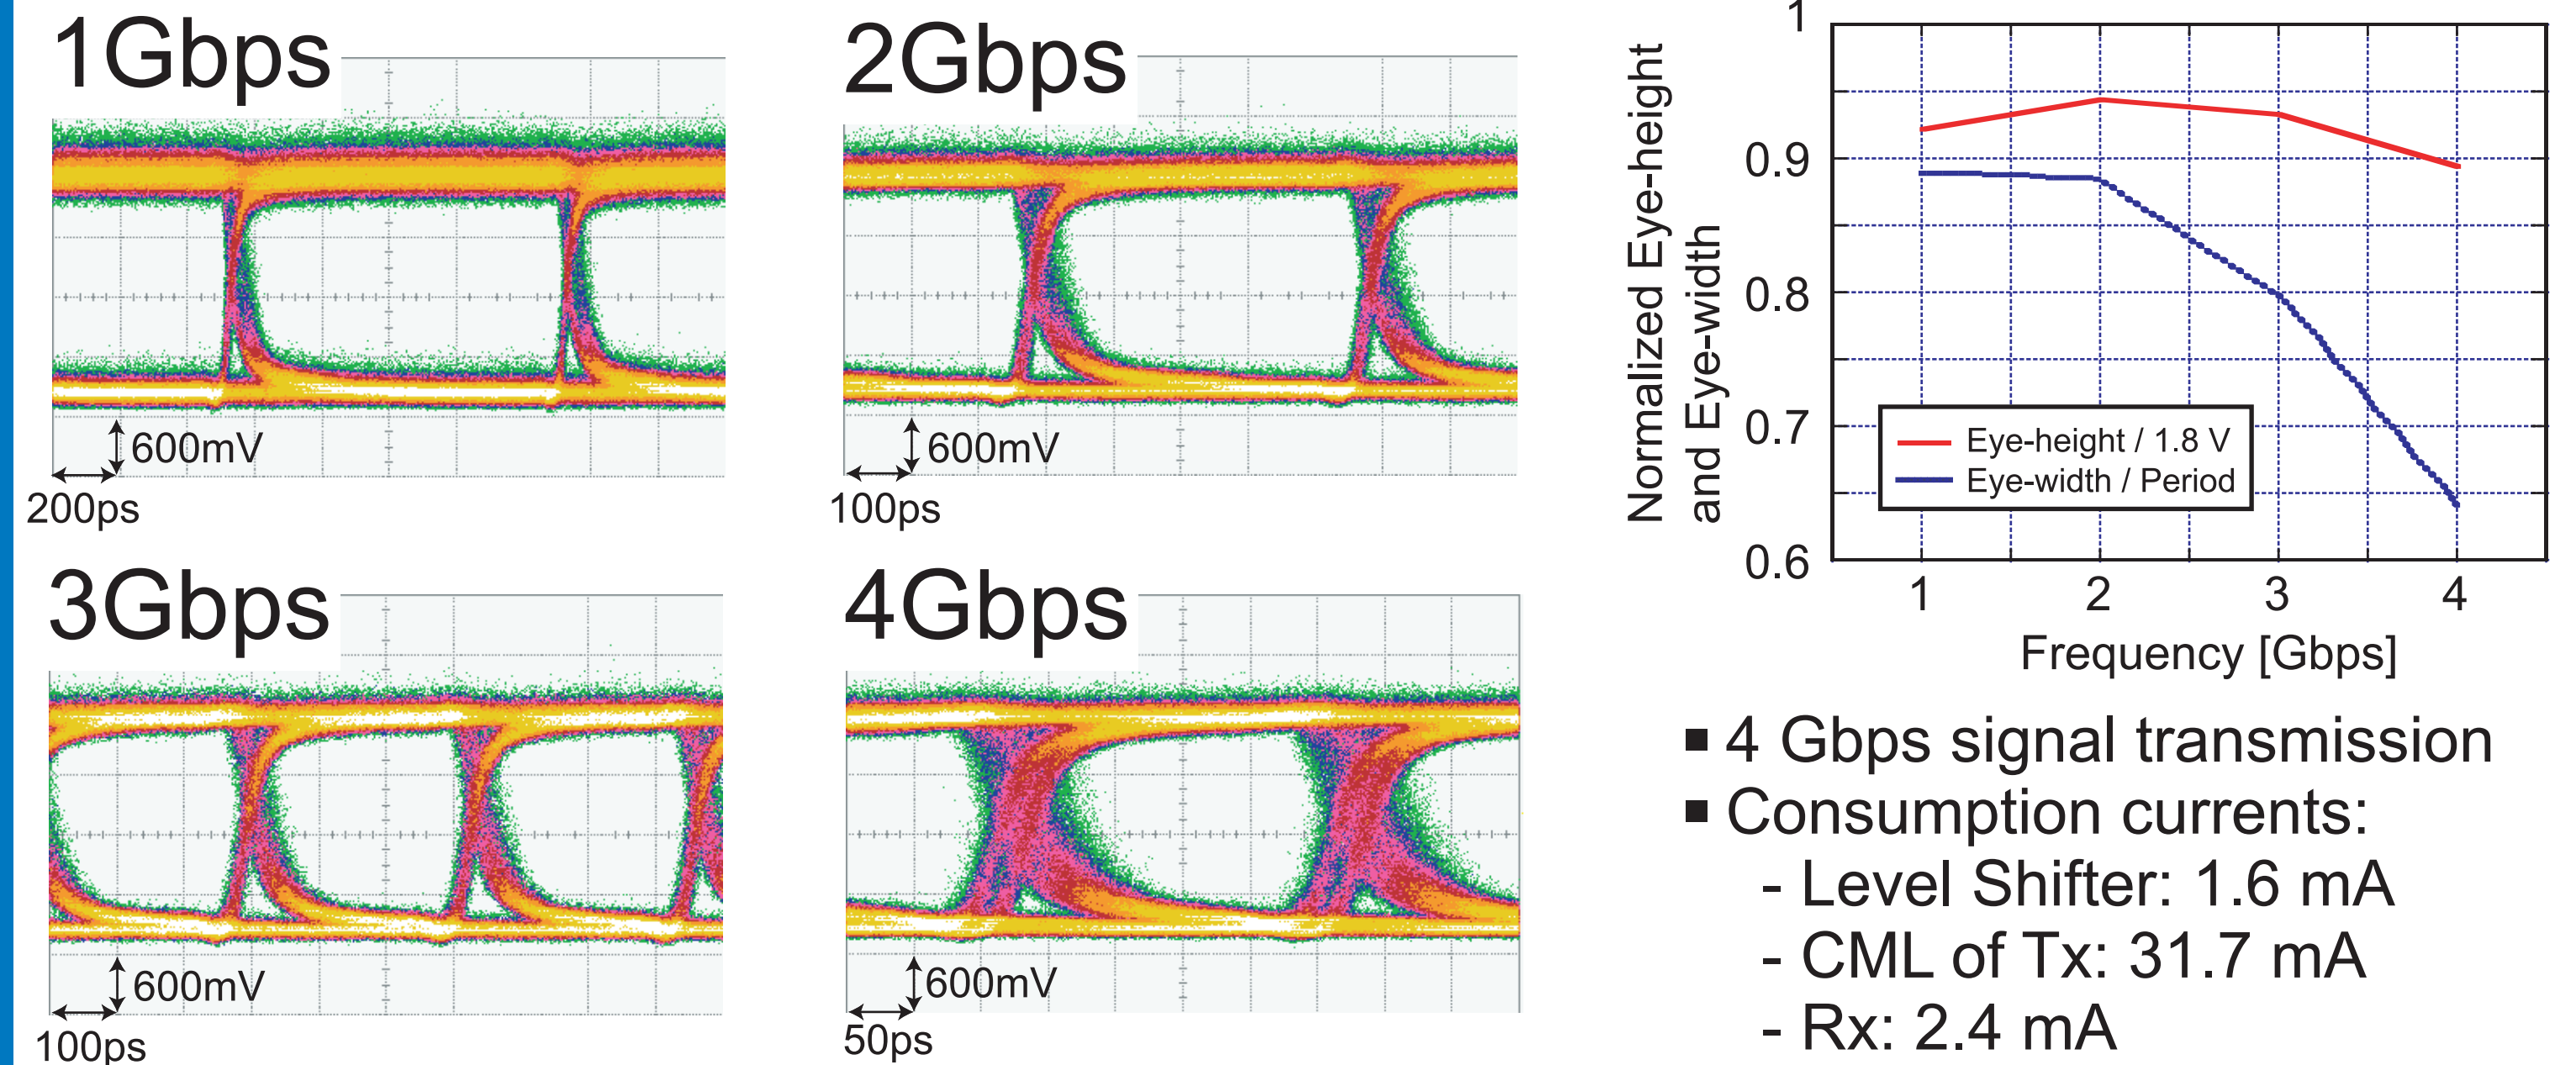 1Gbps
600mV
200ps
2Gbps
600mV
100ps
3Gbps
600mV
100ps
4Gbps
600mV
50ps
Normalized Eye-height
and Eye-width
1
0.9
0.8
0.7
0.6
Eye-height / 1.8 V
Eye-width / Period
1 2 3 4
Frequency [Gbps]
▪ 4 Gbps signal transmission
▪ Consumption currents:
- Level Shifter: 1.6 mA
- CML of Tx: 31.7 mA
- Rx: 2.4 mA